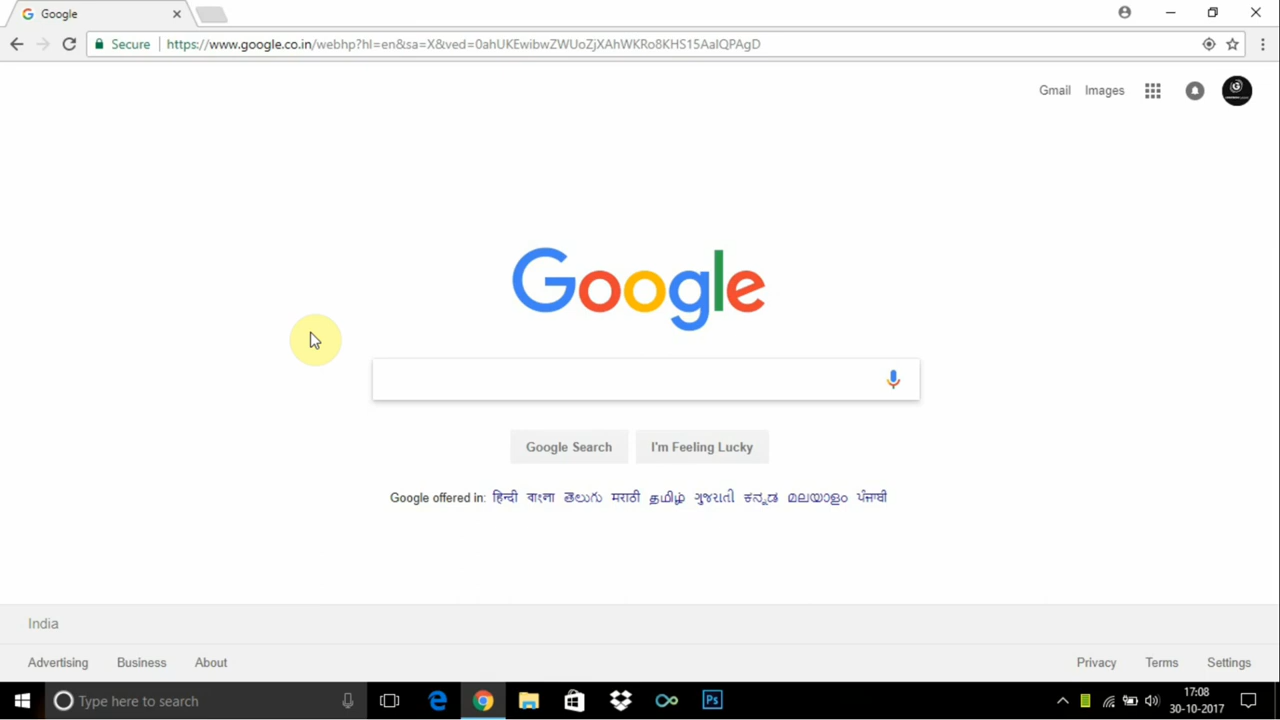 Google
Secure https://www.google.co.in/webhp?hl=en&sa=X&ved=0ahUKEwibwZWUoZjXAhWKRo8KHS15AaIQPAgD
Gmail Images
Google
Google Search I'm Feeling Lucky
Google offered in: हिन्दी বাংলা తెలుగు मराठी தமிழ் ગુજરાતી ಕನ್ನಡ മലയാളം ਪੰਜਾਬੀ
India
Advertising Business About Privacy Terms Settings
Type here to search Ps 17:08
30-10-2017